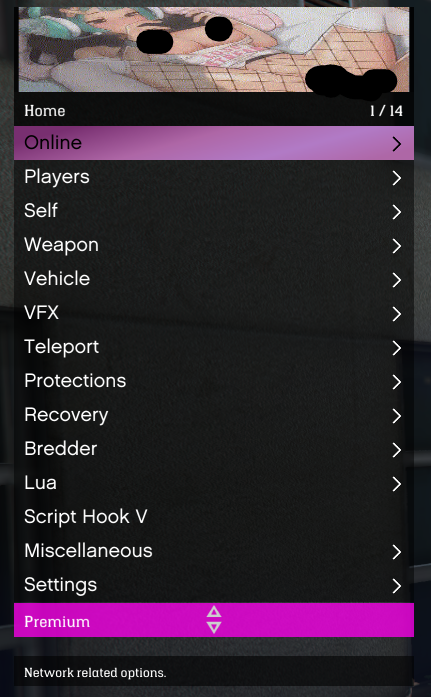 Home 1 / 14
Online
Players
Self
Weapon
Vehicle
VFX
Teleport
Protections
Recovery
Bredder
Lua
Script Hook V
Miscellaneous
Settings
Premium
Network related options.